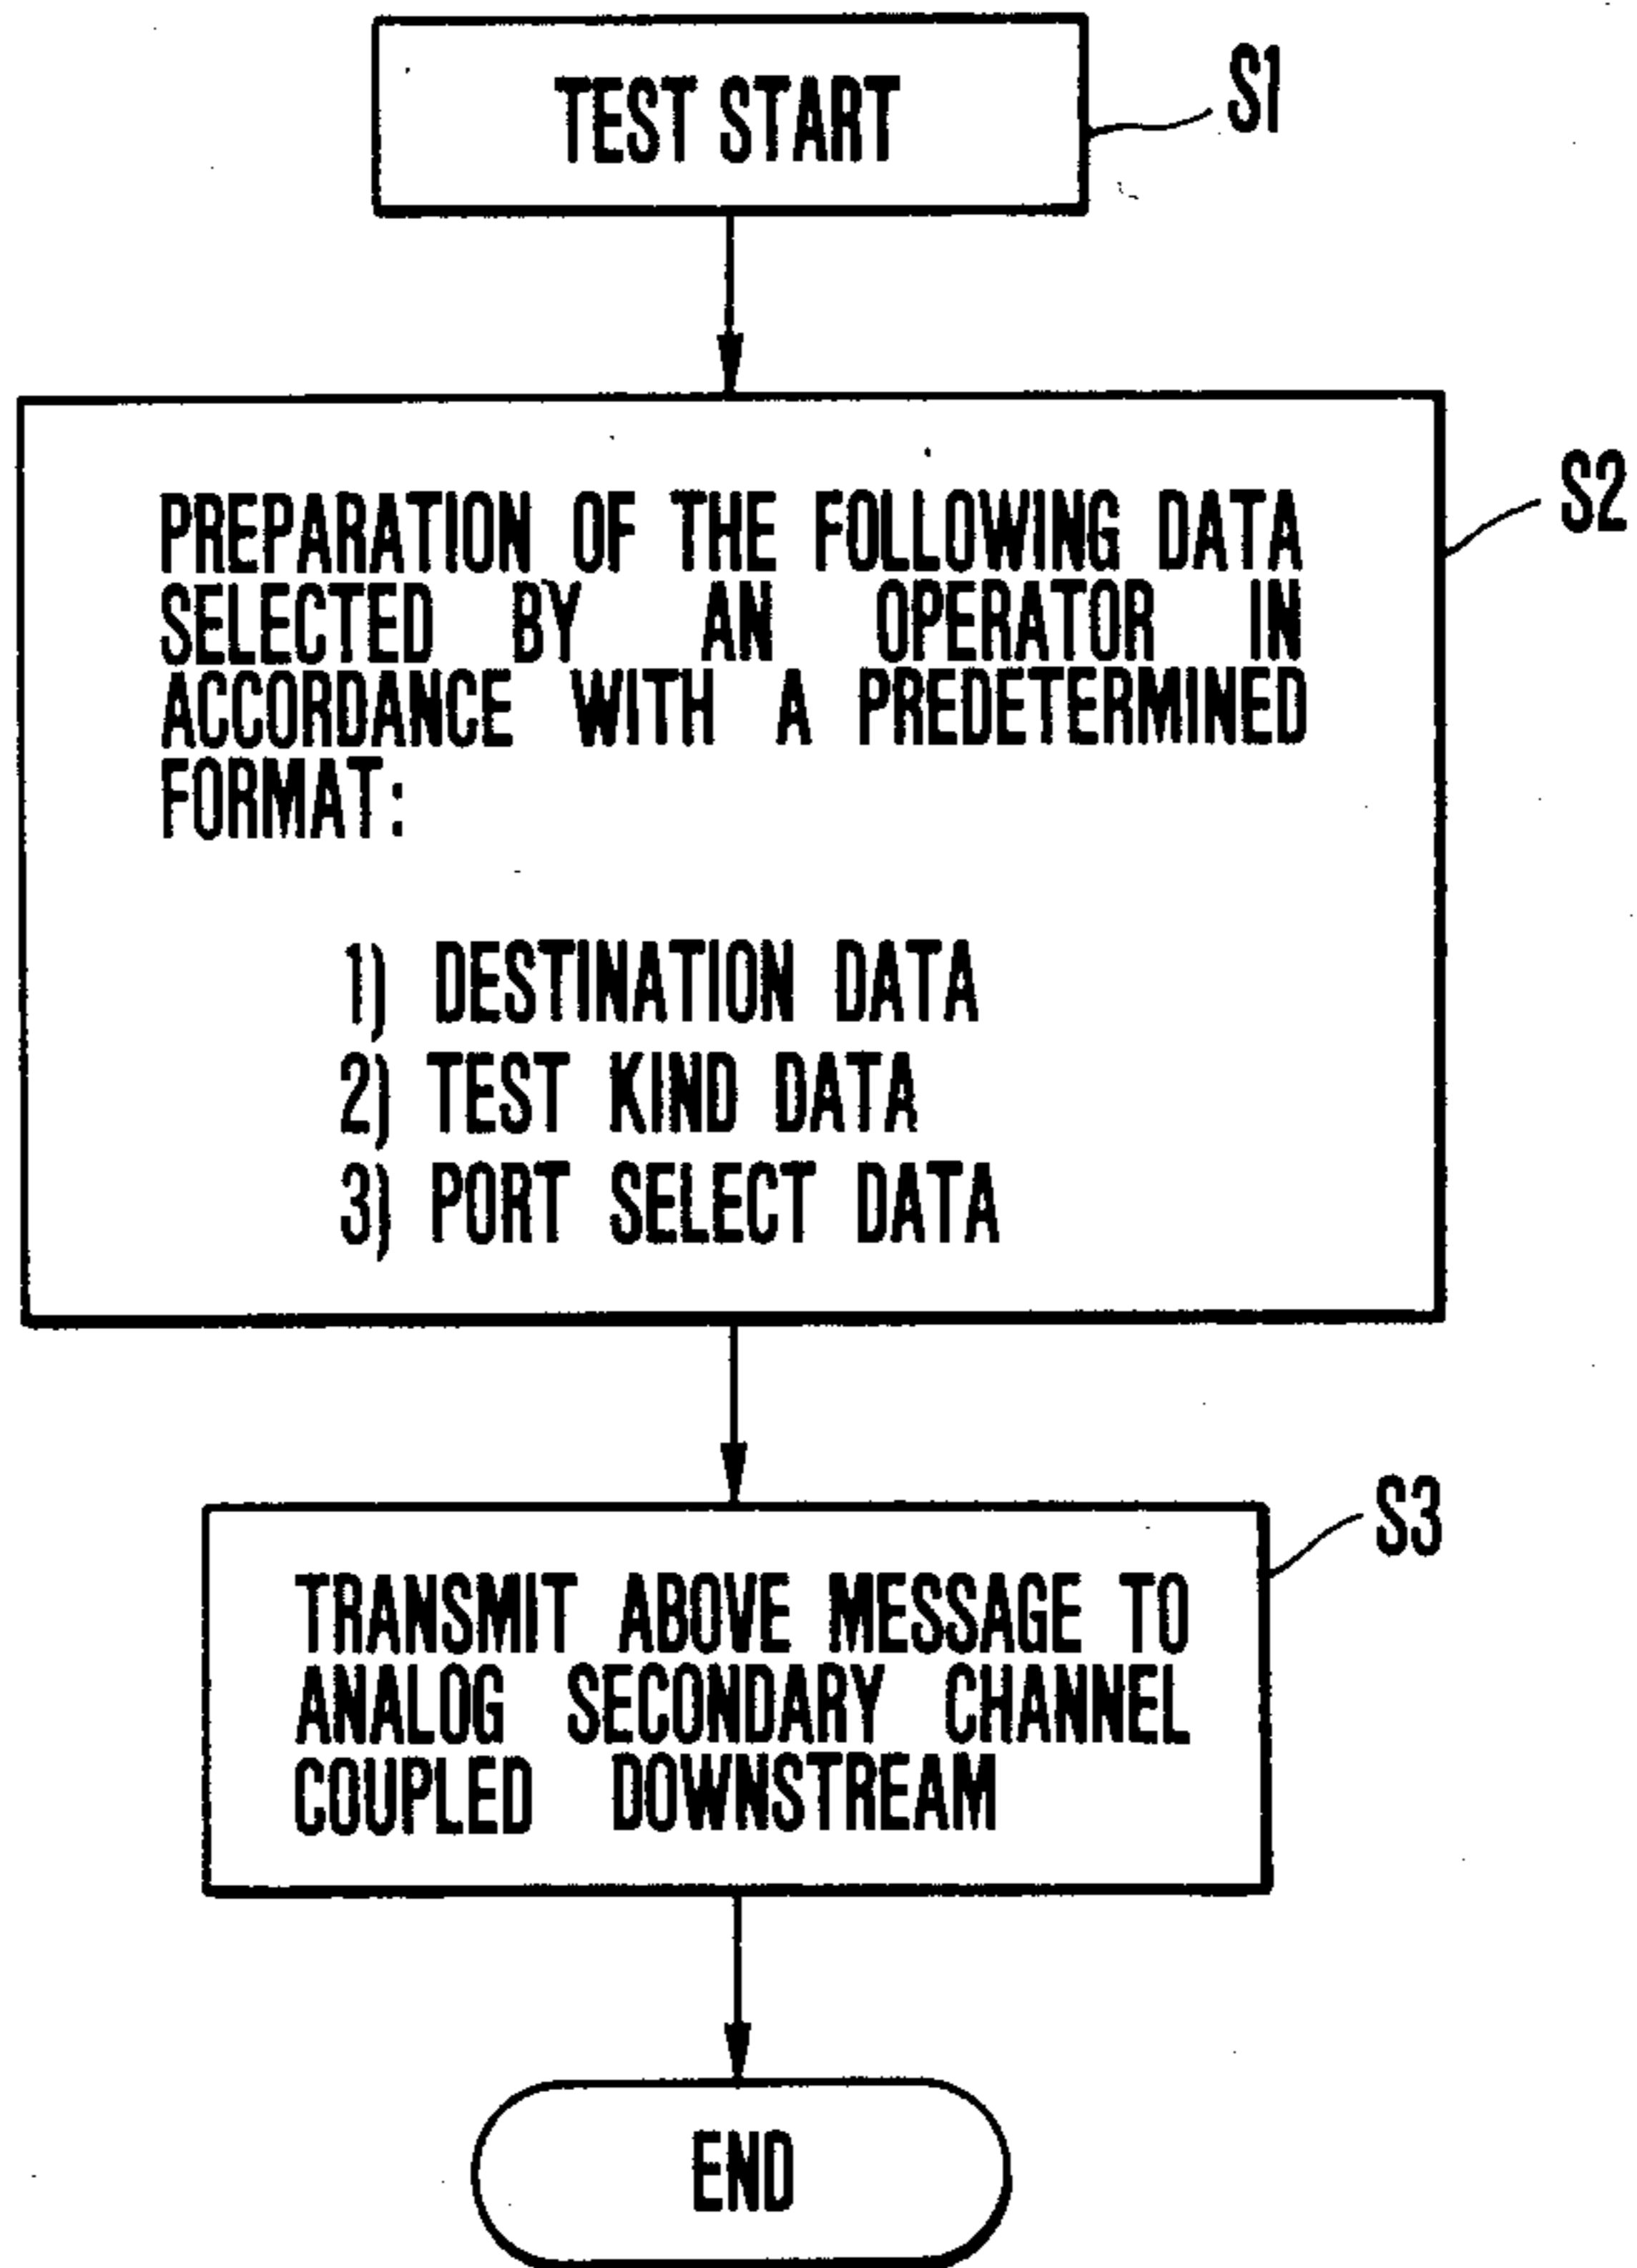 TEST START
S1
PREPARATION OF THE FOLLOWING DATA
SELECTED BY AN OPERATOR IN
ACCORDANCE WITH A PREDETERMINED
FORMAT:
S2
1) DESTINATION DATA
2) TEST KIND DATA
3) PORT SELECT DATA
TRANSMIT ABOVE MESSAGE TO
ANALOG SECONDARY CHANNEL
COUPLED DOWNSTREAM
S3
END